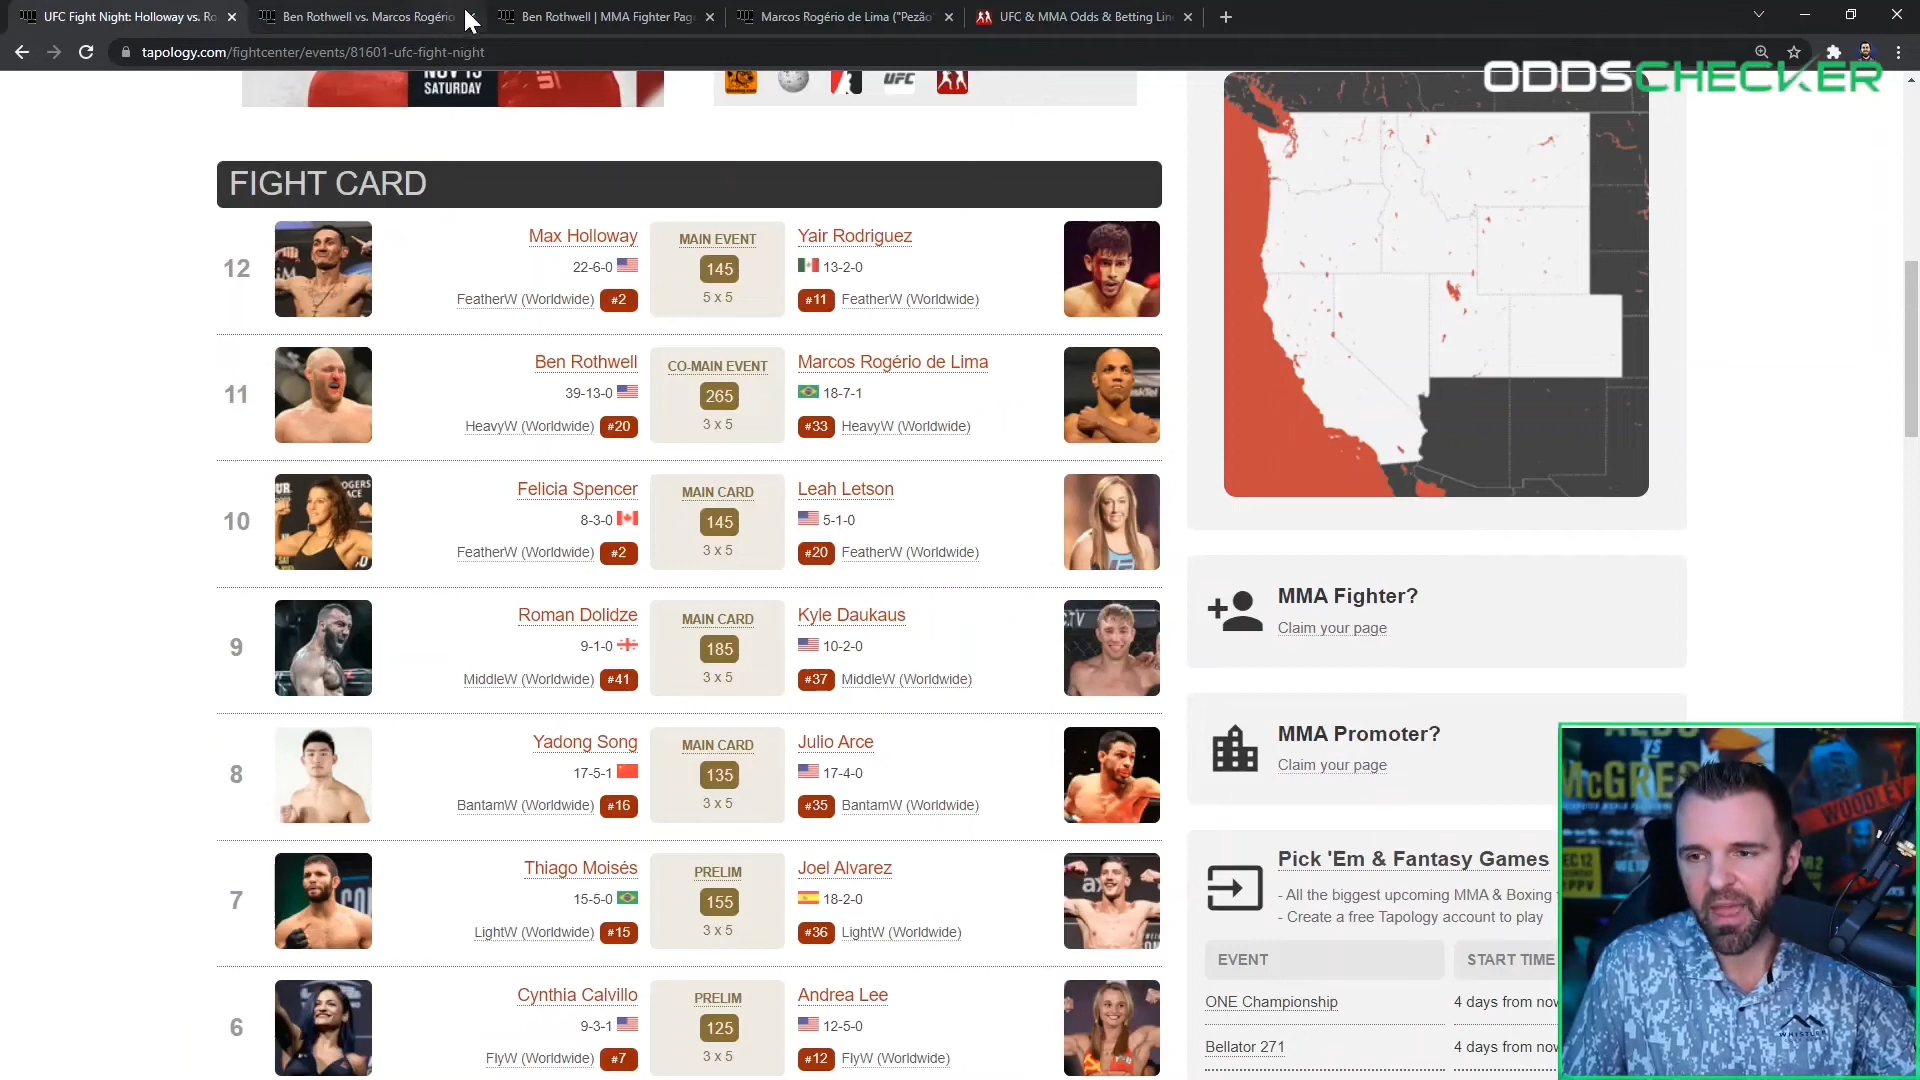 UFC Fight Night: Holloway vs. Ro
Ben Rothwell vs. Marcos Rogério
Ben Rothwell | MMA Fighter Pag
Marcos Rogério de Lima ("Pezão"
UFC & MMA Odds & Betting Lin
tapology.com/fightcenter/events/81601-ufc-fight-night
ODDSCHECKER
NOV 13
SATURDAY
UFC
FIGHT CARD
12
Max Holloway
22-6-0
FeatherW (Worldwide) #2
MAIN EVENT
145
5 x 5
Yair Rodriguez
13-2-0
#11 FeatherW (Worldwide)
11
Ben Rothwell
39-13-0
HeavyW (Worldwide) #20
CO-MAIN EVENT
265
3 x 5
Marcos Rogério de Lima
18-7-1
#33 HeavyW (Worldwide)
10
Felicia Spencer
8-3-0
FeatherW (Worldwide) #2
MAIN CARD
145
3 x 5
Leah Letson
5-1-0
#20 FeatherW (Worldwide)
9
Roman Dolidze
9-1-0
MiddleW (Worldwide) #41
MAIN CARD
185
3 x 5
Kyle Daukaus
10-2-0
#37 MiddleW (Worldwide)
8
Yadong Song
17-5-1
BantamW (Worldwide) #16
MAIN CARD
135
3 x 5
Julio Arce
17-4-0
#35 BantamW (Worldwide)
7
Thiago Moisés
15-5-0
LightW (Worldwide) #15
PRELIM
155
3 x 5
Joel Alvarez
18-2-0
#36 LightW (Worldwide)
6
Cynthia Calvillo
9-3-1
FlyW (Worldwide) #7
PRELIM
125
3 x 5
Andrea Lee
12-5-0
#12 FlyW (Worldwide)
MMA Fighter?
Claim your page
MMA Promoter?
Claim your page
Pick 'Em & Fantasy Games
- All the biggest upcoming MMA & Boxing
- Create a free Tapology account to play
EVENT START TIME
ONE Championship 4 days from now
Bellator 271 4 days from now
VS
McGRE
WOODLEY
DEC 12
PPV
WHISTLER